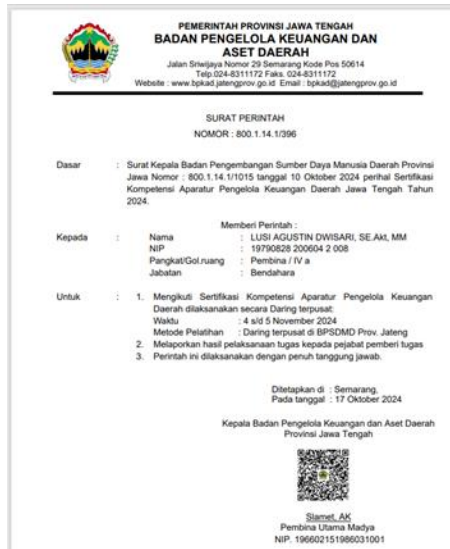 PEMERINTAH PROVINSI JAWA TENGAH
BADAN PENGELOLA KEUANGAN DAN
ASET DAERAH
Jalan Sriwijaya Nomor 29 Semarang Kode Pos 50614
Telp.024-8311172 Faks. 024-8311172
Website : www.bpkad.jatengprov.go.id Email : bpkad@jatengprov.go.id
SURAT PERINTAH
NOMOR : 800.1.14.1/396
Dasar : Surat Kepala Badan Pengembangan Sumber Daya Manusia Daerah Provinsi
Jawa Nomor : 800.1.14.1/1015 tanggal 10 Oktober 2024 perihal Sertifikasi
Kompetensi Aparatur Pengelola Keuangan Daerah Jawa Tengah Tahun
2024.
Memberi Perintah :
Kepada : Nama : LUSI AGUSTIN DWISARI, SE.Akt, MM
NIP : 19790828 200604 2 008
Pangkat/Gol.ruang : Pembina / IV a
Jabatan : Bendahara
Untuk : 1. Mengikuti Sertifikasi Kompetensi Aparatur Pengelola Keuangan
Daerah dilaksanakan secara Daring terpusat:
Waktu : 4 s/d 5 November 2024
Metode Pelatihan : Daring terpusat di BPSDMD Prov. Jateng
2. Melaporkan hasil pelaksanaan tugas kepada pejabat pemberi tugas
3. Perintah ini dilaksanakan dengan penuh tanggung jawab.
Ditetapkan di : Semarang,
Pada tanggal : 17 Oktober 2024
Kepala Badan Pengelola Keuangan dan Aset Daerah
Provinsi Jawa Tengah
Slamet, AK
Pembina Utama Madya
NIP. 196602151986031001